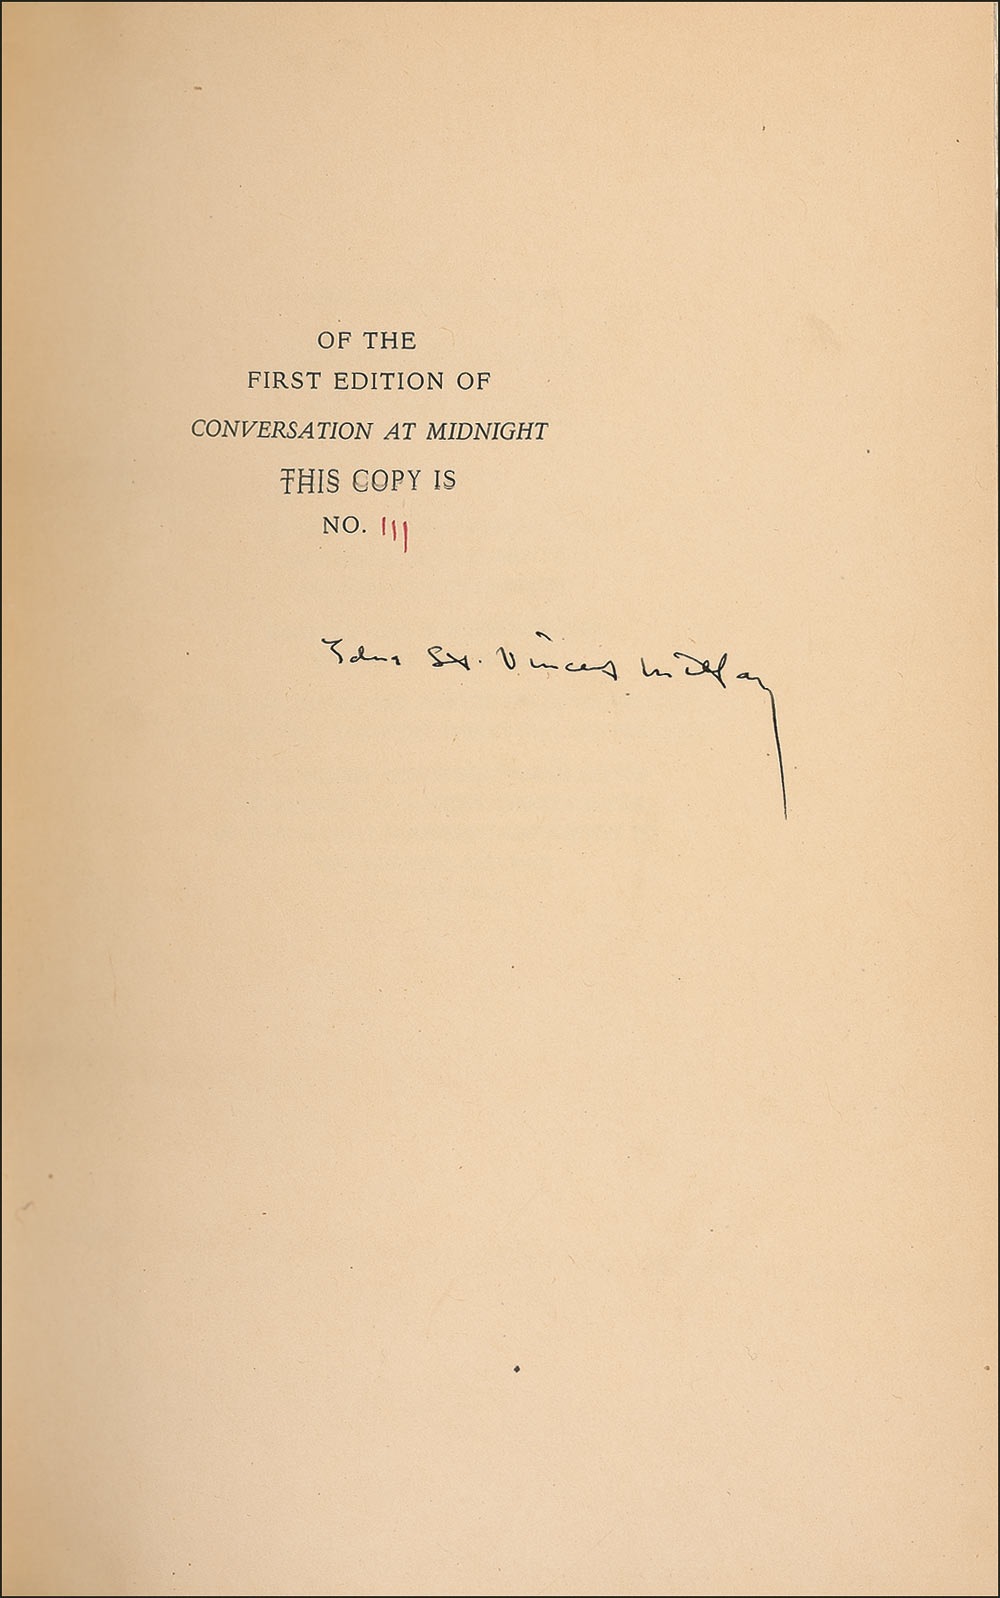 OF THE
FIRST EDITION OF
CONVERSATION AT MIDNIGHT
THIS COPY IS
NO. 111
Edna St. Vincent Millay